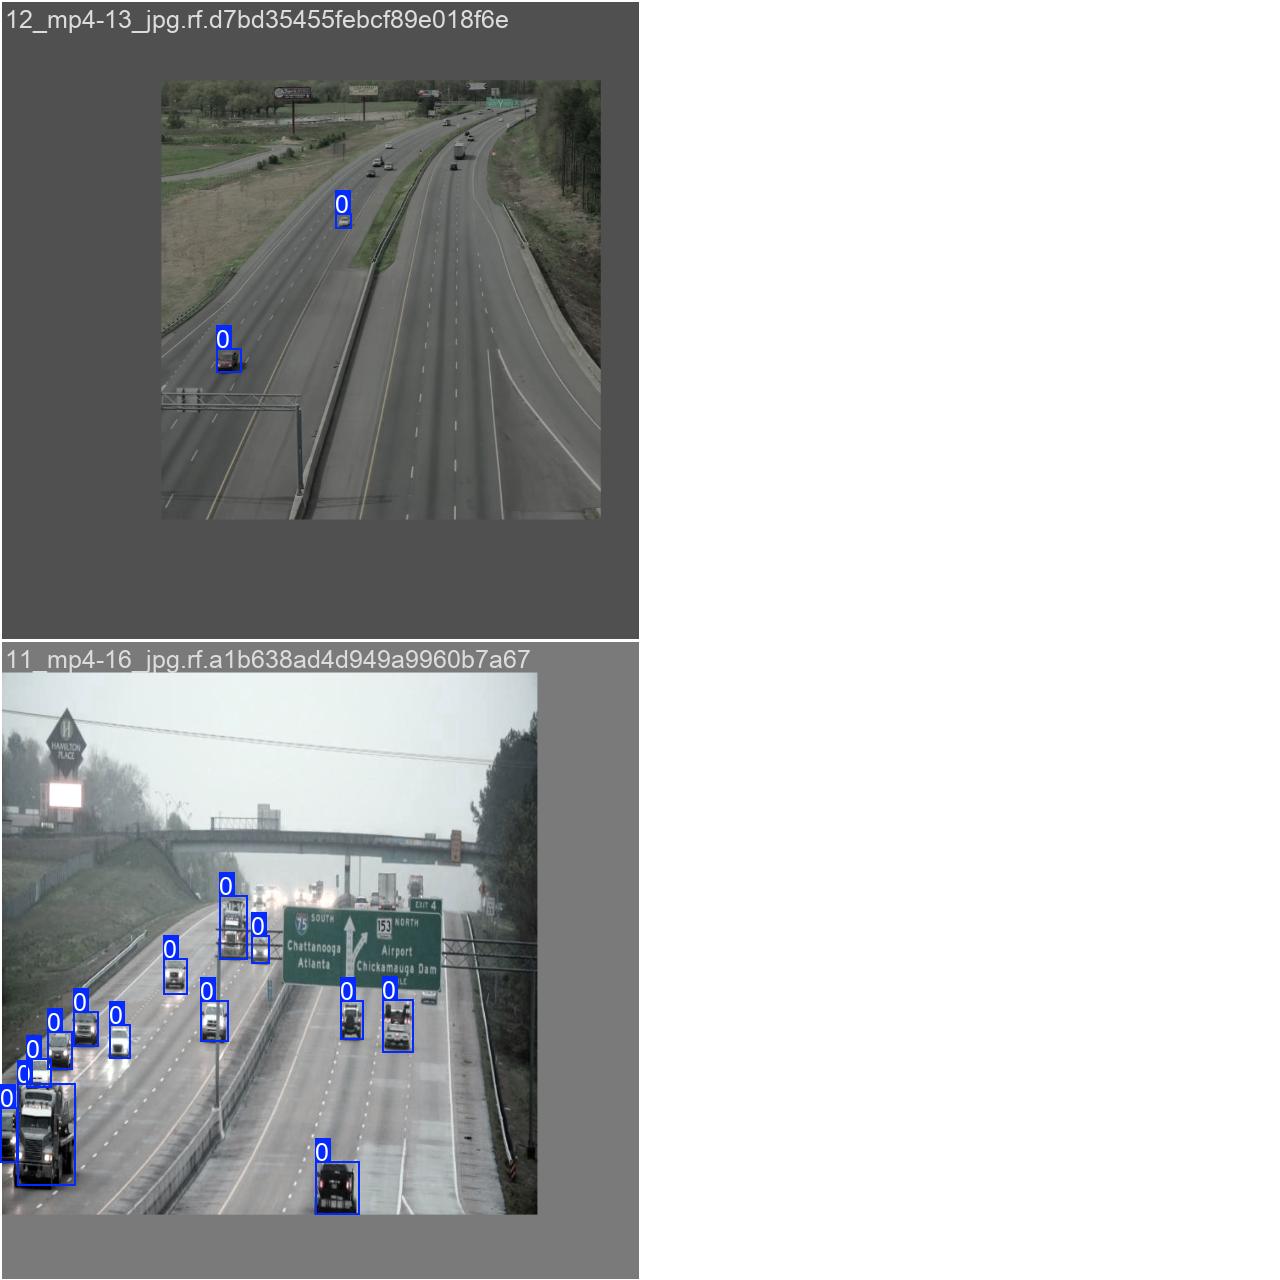 12_mp4-13_jpg.rf.d7bd35455febcf89e018f6e
0
0
11_mp4-16_jpg.rf.a1b638ad4d949a9960b7a67
H
HAMILTON
PLACE
EXIT 4
75 SOUTH
153 NORTH
Chattanooga
Atlanta
Airport
Chickamauga Dam
0
0
0
0
0
0
0
0
0
0
0
0
0